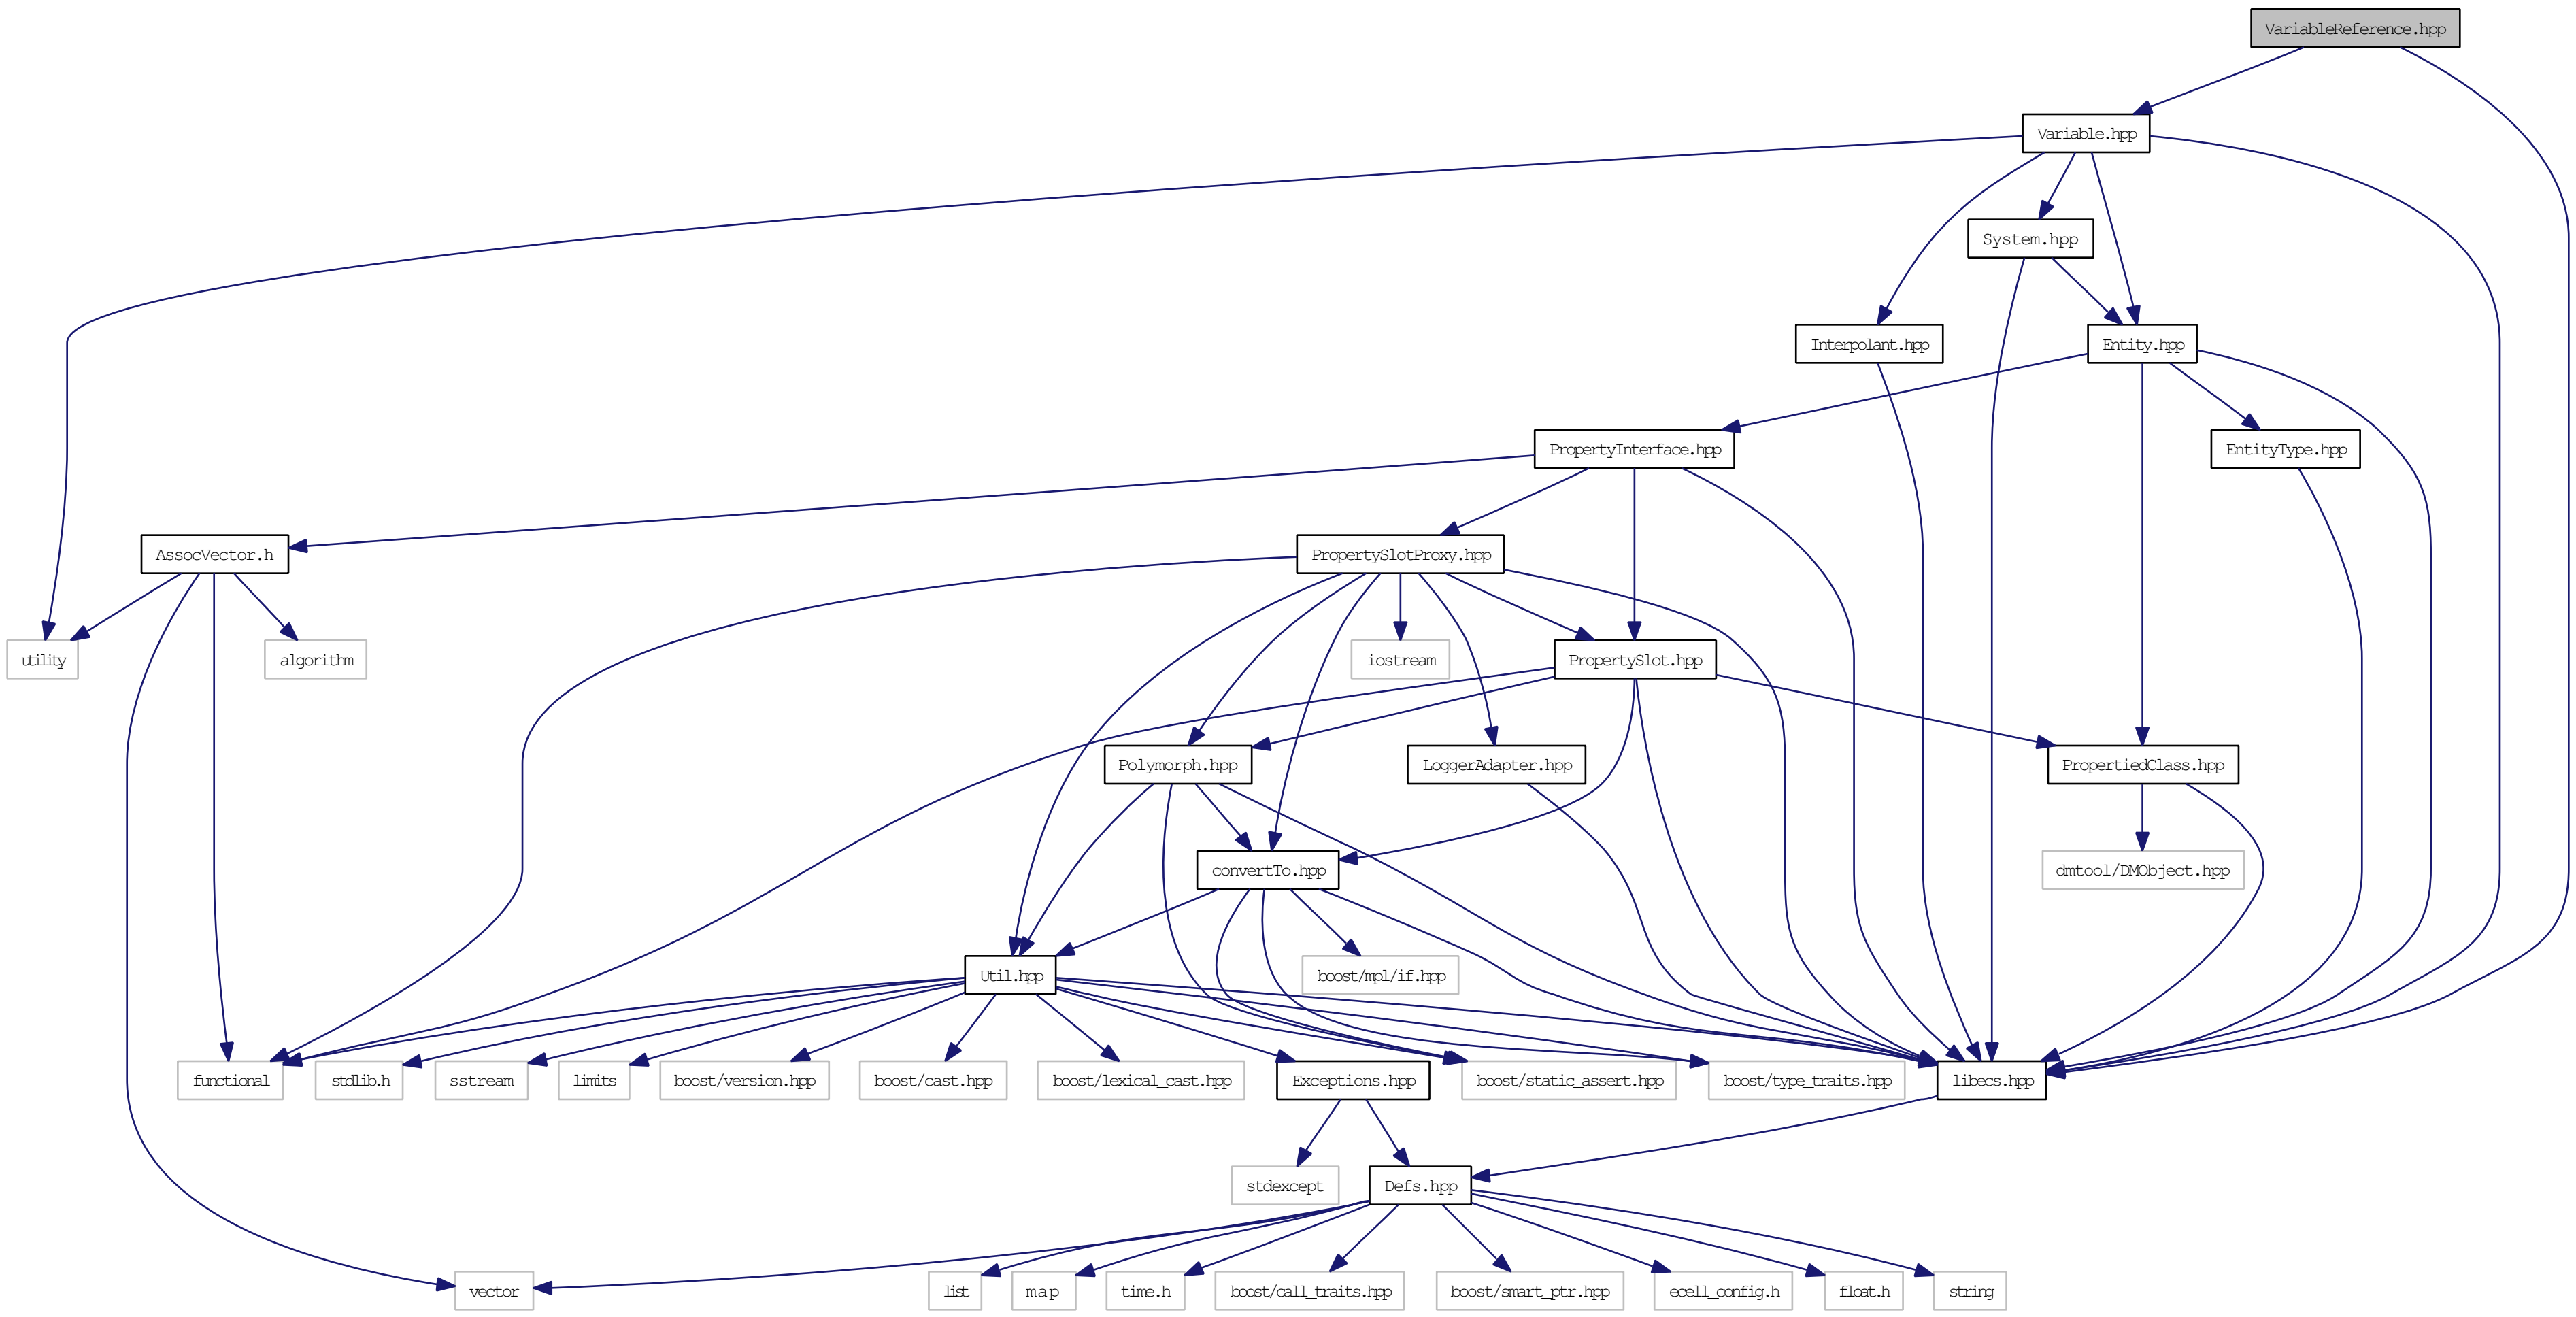 VariableReference.hpp
Variable.hpp
System.hpp
Interpolant.hpp
Entity.hpp
PropertyInterface.hpp
EntityType.hpp
AssocVector.h
PropertySlotProxy.hpp
utility
algorithm
iostream
PropertySlot.hpp
Polymorph.hpp
LoggerAdapter.hpp
PropertiedClass.hpp
convertTo.hpp
dmtool/DMObject.hpp
Util.hpp
boost/mpl/if.hpp
functional
stdlib.h
sstream
limits
boost/version.hpp
boost/cast.hpp
boost/lexical_cast.hpp
Exceptions.hpp
boost/static_assert.hpp
boost/type_traits.hpp
libecs.hpp
stdexcept
Defs.hpp
vector
list
map
time.h
boost/call_traits.hpp
boost/smart_ptr.hpp
ecell_config.h
float.h
string